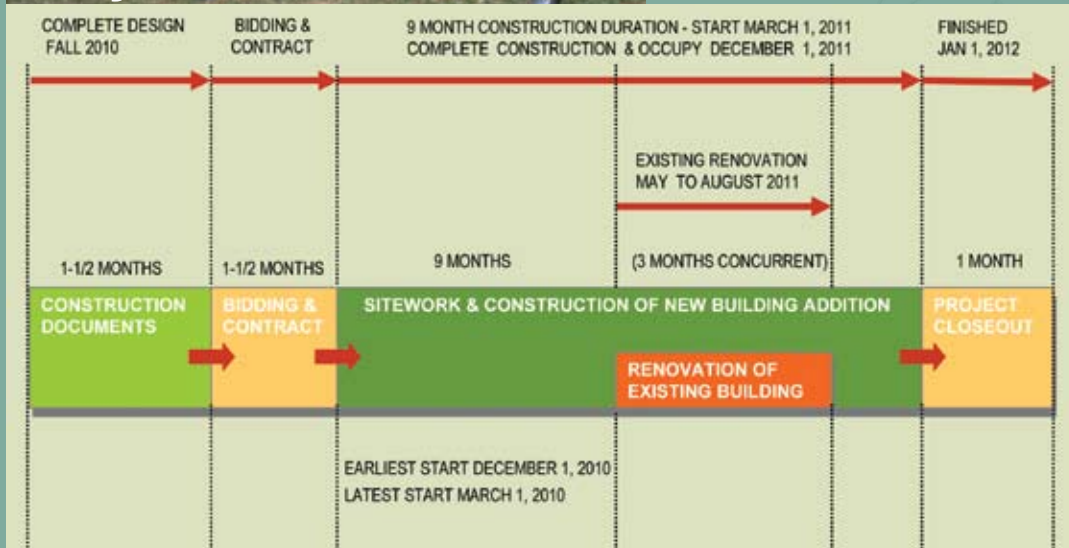 COMPLETE DESIGN
FALL 2010
BIDDING &
CONTRACT
9 MONTH CONSTRUCTION DURATION - START MARCH 1, 2011
COMPLETE CONSTRUCTION & OCCUPY DECEMBER 1, 2011
FINISHED
JAN 1, 2012
EXISTING RENOVATION
MAY TO AUGUST 2011
1-1/2 MONTHS
1-1/2 MONTHS
9 MONTHS
(3 MONTHS CONCURRENT)
1 MONTH
CONSTRUCTION
DOCUMENTS
BIDDING &
CONTRACT
SITEWORK & CONSTRUCTION OF NEW BUILDING ADDITION
PROJECT
CLOSEOUT
RENOVATION OF
EXISTING BUILDING
EARLIEST START DECEMBER 1, 2010
LATEST START MARCH 1, 2010